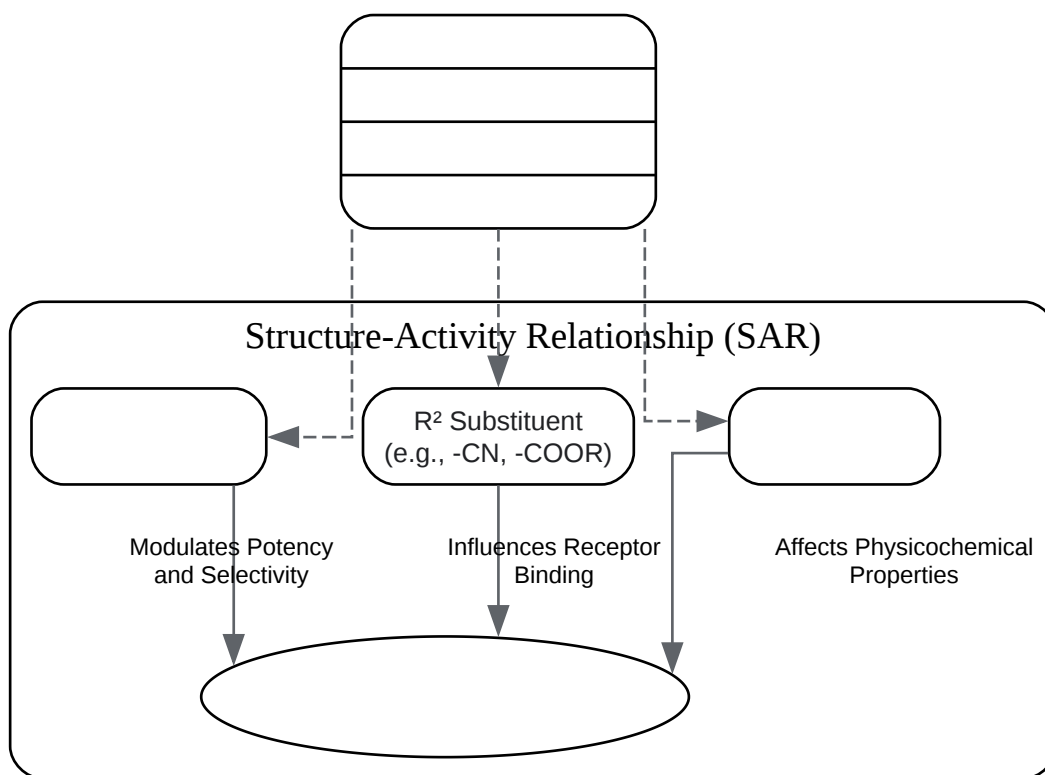 Structure-Activity Relationship (SAR)
R² Substituent
(e.g., -CN, -COOR)
Modulates Potency
and Selectivity
Influences Receptor
Binding
Affects Physicochemical
Properties